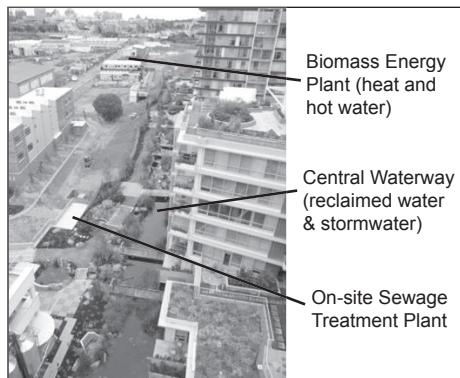 Biomass Energy
Plant (heat and
hot water)
Central Waterway
(reclaimed water
& stormwater)
On-site Sewage
Treatment Plant